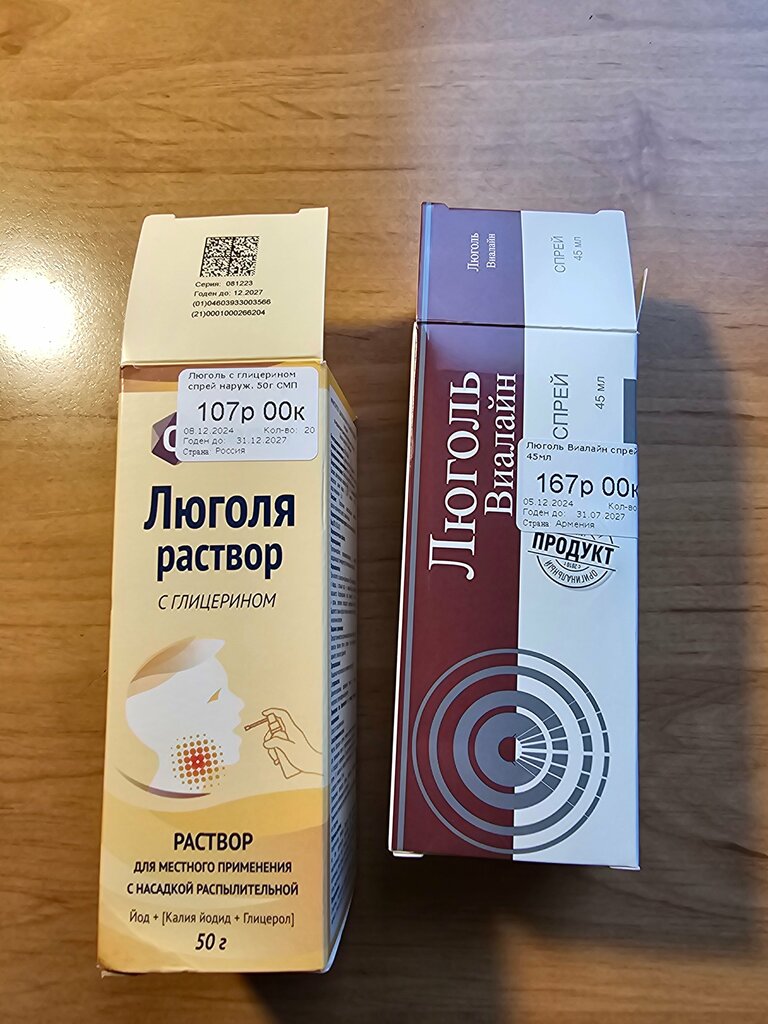 Серия: 081223
Годен до: 12.2027
(01)04603933003566
(21)0001000266204
Люголь с глицерином
спрей наруж. 50г СМП
107р 00к
08.12.2024 Кол-во: 20
Годен до: 31.12.2027
Страна Россия
Люголя
раствор
С ГЛИЦЕРИНОМ
РАСТВОР
ДЛЯ МЕСТНОГО ПРИМЕНЕНИЯ
С НАСАДКОЙ РАСПЫЛИТЕЛЬНОЙ
Йод + [Калия йодид + Глицерол]
50 г
Люголь
Виалайн
СПРЕЙ
45 мл
Люголь
Виалайн
СПРЕЙ
45 мл
Люголь Виалайн спрей
45мл
167р 00к
05.12.2024 Кол-во
Годен до: 31.07.2027
Страна Армения
ПРОДУКТ
ОРИГИНАЛЬНЫЙ